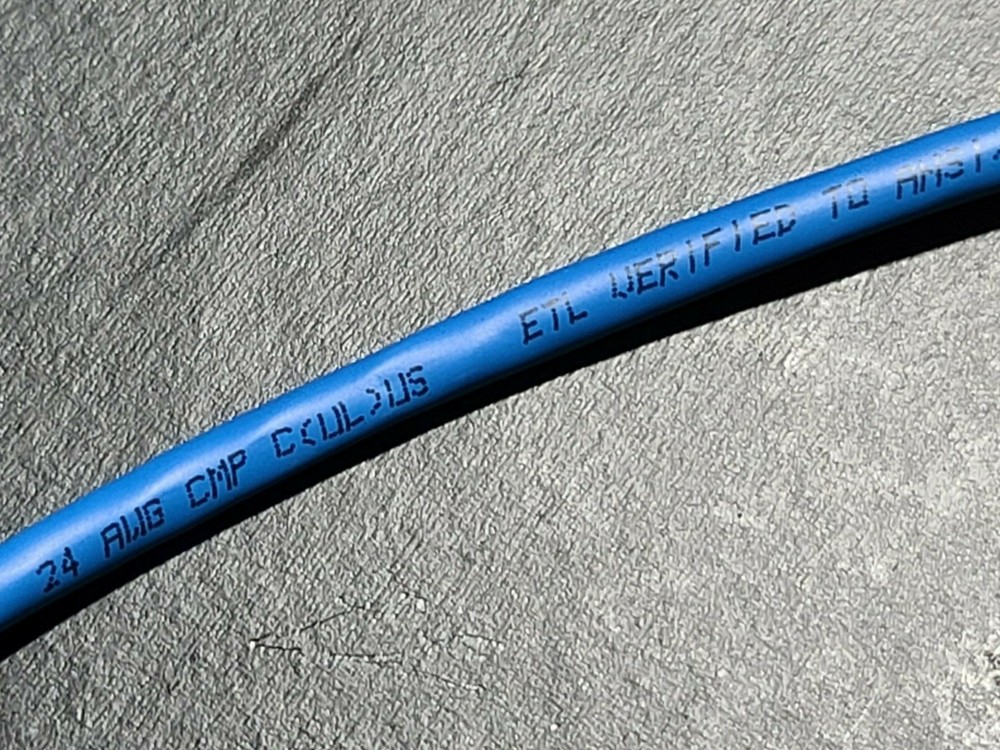 24 AWG CMP C(UL)US ETL VERIFIED TO ANSI